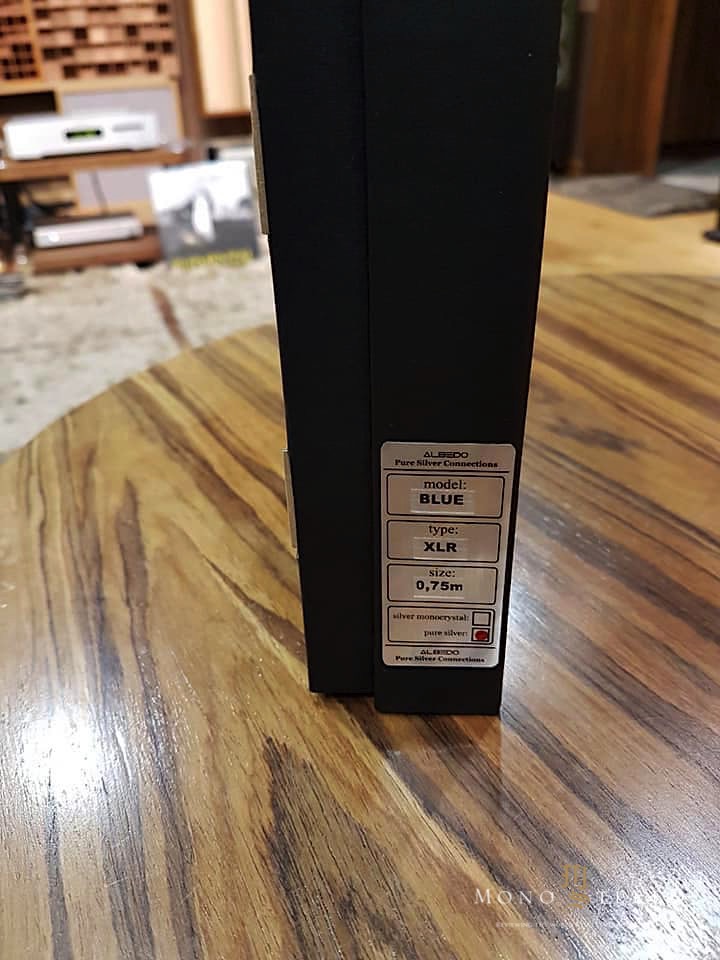 ALBEDO
Pure Silver Connections
model:
BLUE
type:
XLR
size:
0,75m
silver monocrystal:
pure silver:
ALBEDO
Pure Silver Connections
MONO